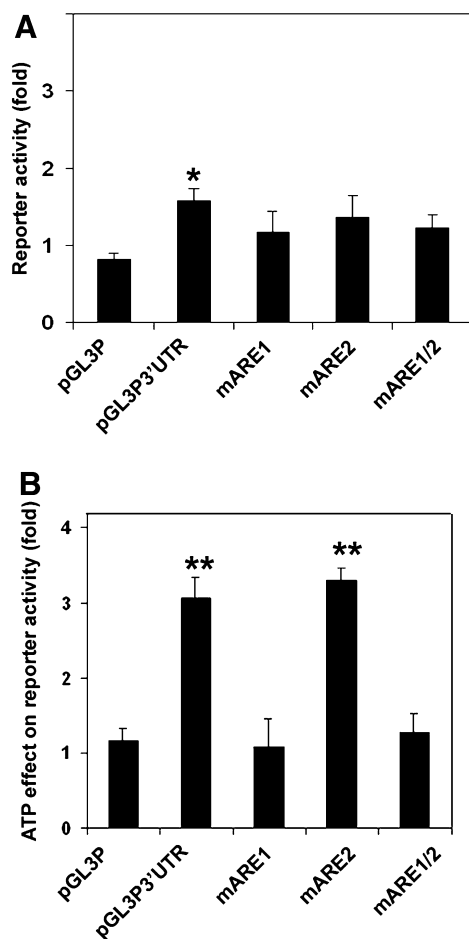 A
Reporter activity (fold)
3
2
1
0
*
pGL3P
pGL3P3'UTR
mARE1
mARE2
mARE1/2
B
ATP effect on reporter activity (fold)
4
3
2
1
0
**
**
pGL3P
pGL3P3'UTR
mARE1
mARE2
mARE1/2